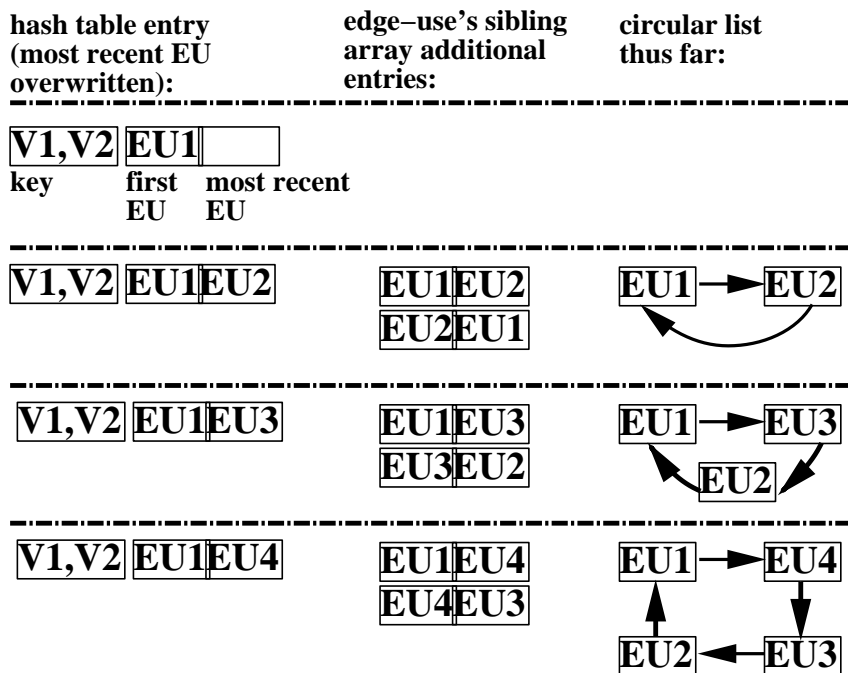 hash table entry
(most recent EU
overwritten):
edge−use's sibling
array additional
entries:
circular list
thus far:
V1,V2 EU1
key first most recent
EU EU
V1,V2 EU1 EU2 EU1 EU2 EU1 EU2
EU2 EU1
V1,V2 EU1 EU3 EU1 EU3 EU1 EU3
EU3 EU2 EU2
V1,V2 EU1 EU4 EU1 EU4 EU1 EU4
EU4 EU3
EU2 EU3